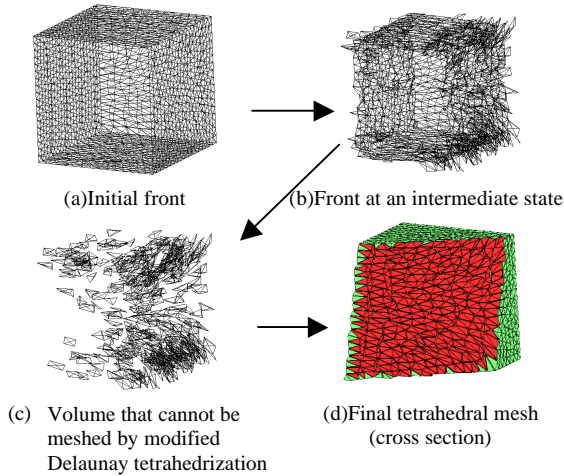 (a)Initial front
(b)Front at an intermediate state
(c) Volume that cannot be
meshed by modified
Delaunay tetrahedrization
(d)Final tetrahedral mesh
(cross section)